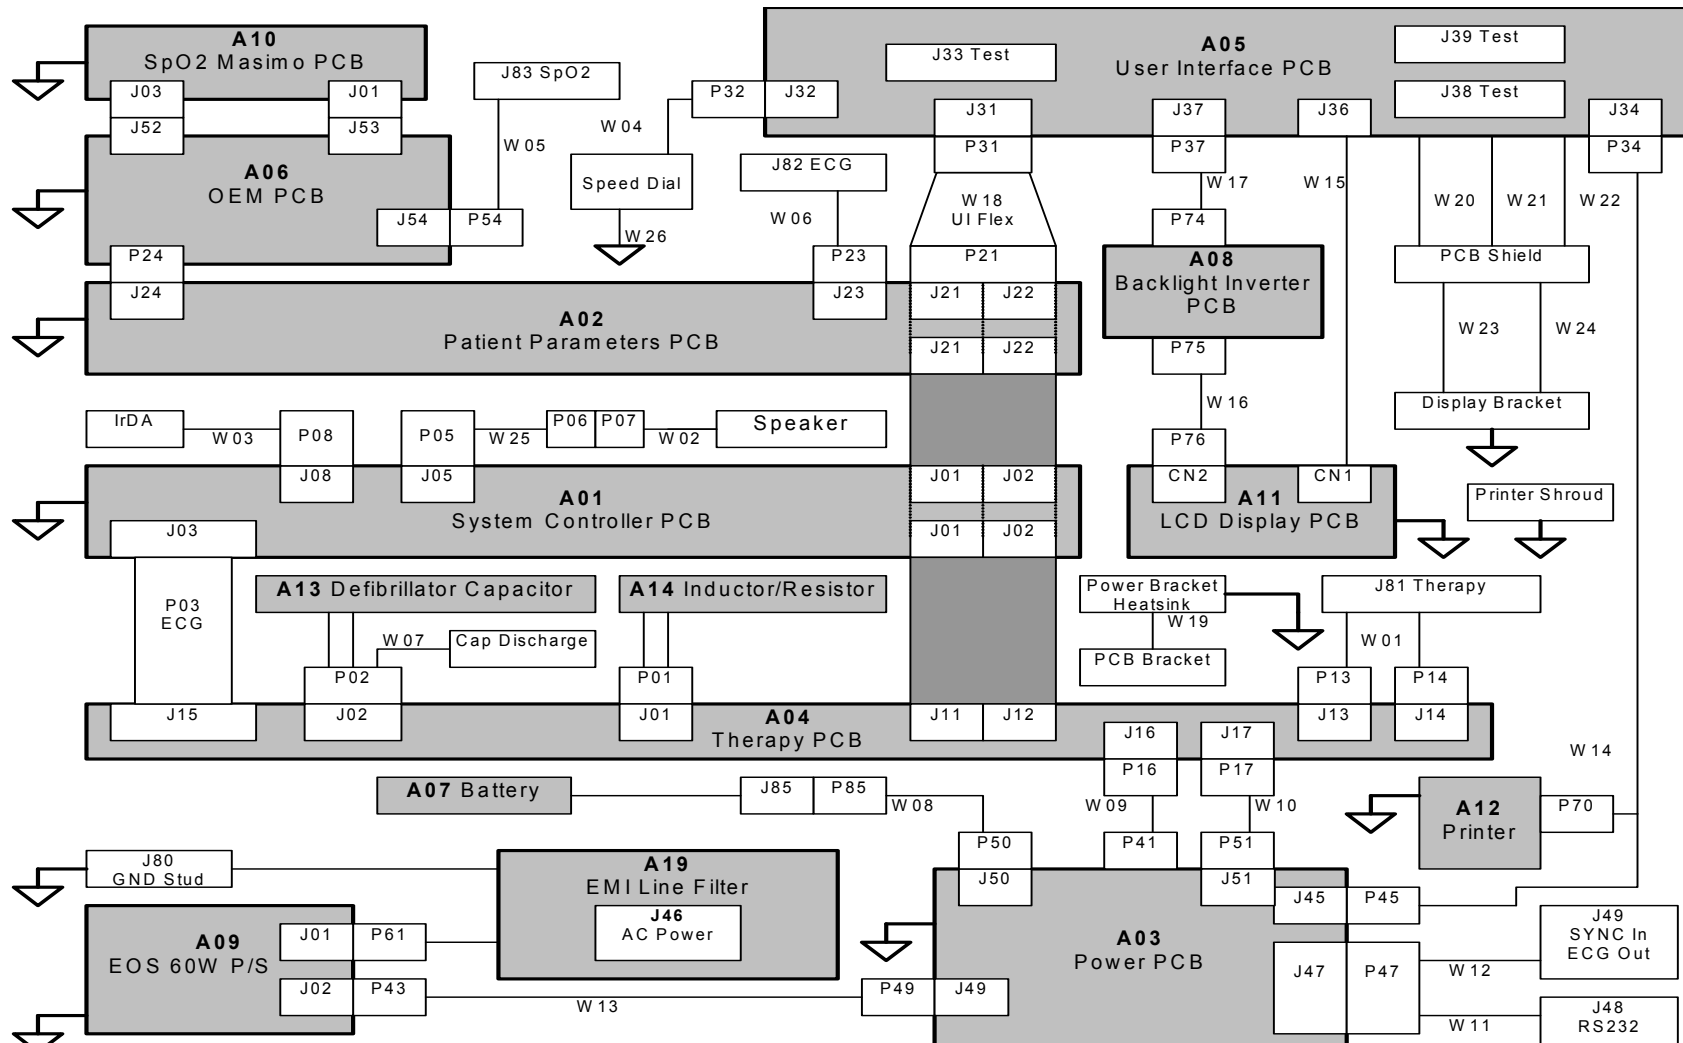 A10
SpO2 Masimo PCB
J03
J01
J52
J53
A06
OEM PCB
J54
P54
P24
J24
J83 SpO2
W05
W04
P32
J32
Speed Dial
W26
J82 ECG
W06
P23
J23
A05
User Interface PCB
J33 Test
J39 Test
J38 Test
J31
J37
J36
J34
P31
P37
P34
W18
UI Flex
W17
W15
W20
W21
W22
P21
P74
A08
Backlight Inverter
PCB
P75
PCB Shield
J21
J22
A02
Patient Parameters PCB
J21
J22
W23
W24
W16
Display Bracket
IrDA
W03
P08
P05
W25
P06
P07
W02
Speaker
P76
J08
J05
A01
System Controller PCB
J01
J02
J01
J02
J03
CN2
CN1
A11
LCD Display PCB
Printer Shroud
P03
ECG
A13 Defibrillator Capacitor
A14 Inductor/Resistor
W07
Cap Discharge
Power Bracket
Heatsink
W19
PCB Bracket
J81 Therapy
W01
P02
P01
P13
P14
J15
J02
J01
A04
Therapy PCB
J11
J12
J16
J17
J13
J14
P16
P17
W14
A07 Battery
J85
P85
W08
W09
W10
A12
Printer
P70
P50
P41
P51
J50
J51
J80
GND Stud
A19
EMI Line Filter
J46
AC Power
A09
EOS 60W P/S
J01
P61
J02
P43
W13
P49
J49
A03
Power PCB
J45
P45
J47
P47
W12
J49
SYNC In
ECG Out
W11
J48
RS232